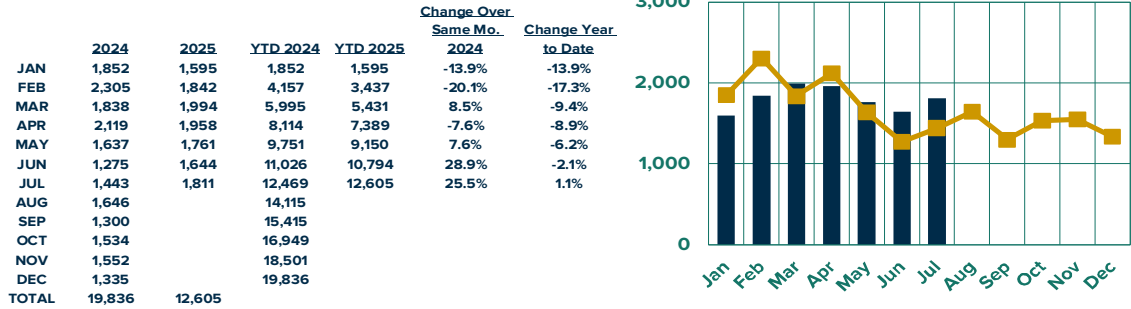 Change Over
Same Mo. Change Year
2024 2025 YTD 2024 YTD 2025 2024 to Date
JAN 1,852 1,595 1,852 1,595 -13.9% -13.9%
FEB 2,305 1,842 4,157 3,437 -20.1% -17.3%
MAR 1,838 1,994 5,995 5,431 8.5% -9.4%
APR 2,119 1,958 8,114 7,389 -7.6% -8.9%
MAY 1,637 1,761 9,751 9,150 7.6% -6.2%
JUN 1,275 1,644 11,026 10,794 28.9% -2.1%
JUL 1,443 1,811 12,469 12,605 25.5% 1.1%
AUG 1,646 14,115
SEP 1,300 15,415
OCT 1,534 16,949
NOV 1,552 18,501
DEC 1,335 19,836
TOTAL 19,836 12,605
3,000
2,000
1,000
0
Jan Feb Mar Apr May Jun Jul Aug Sep Oct Nov Dec